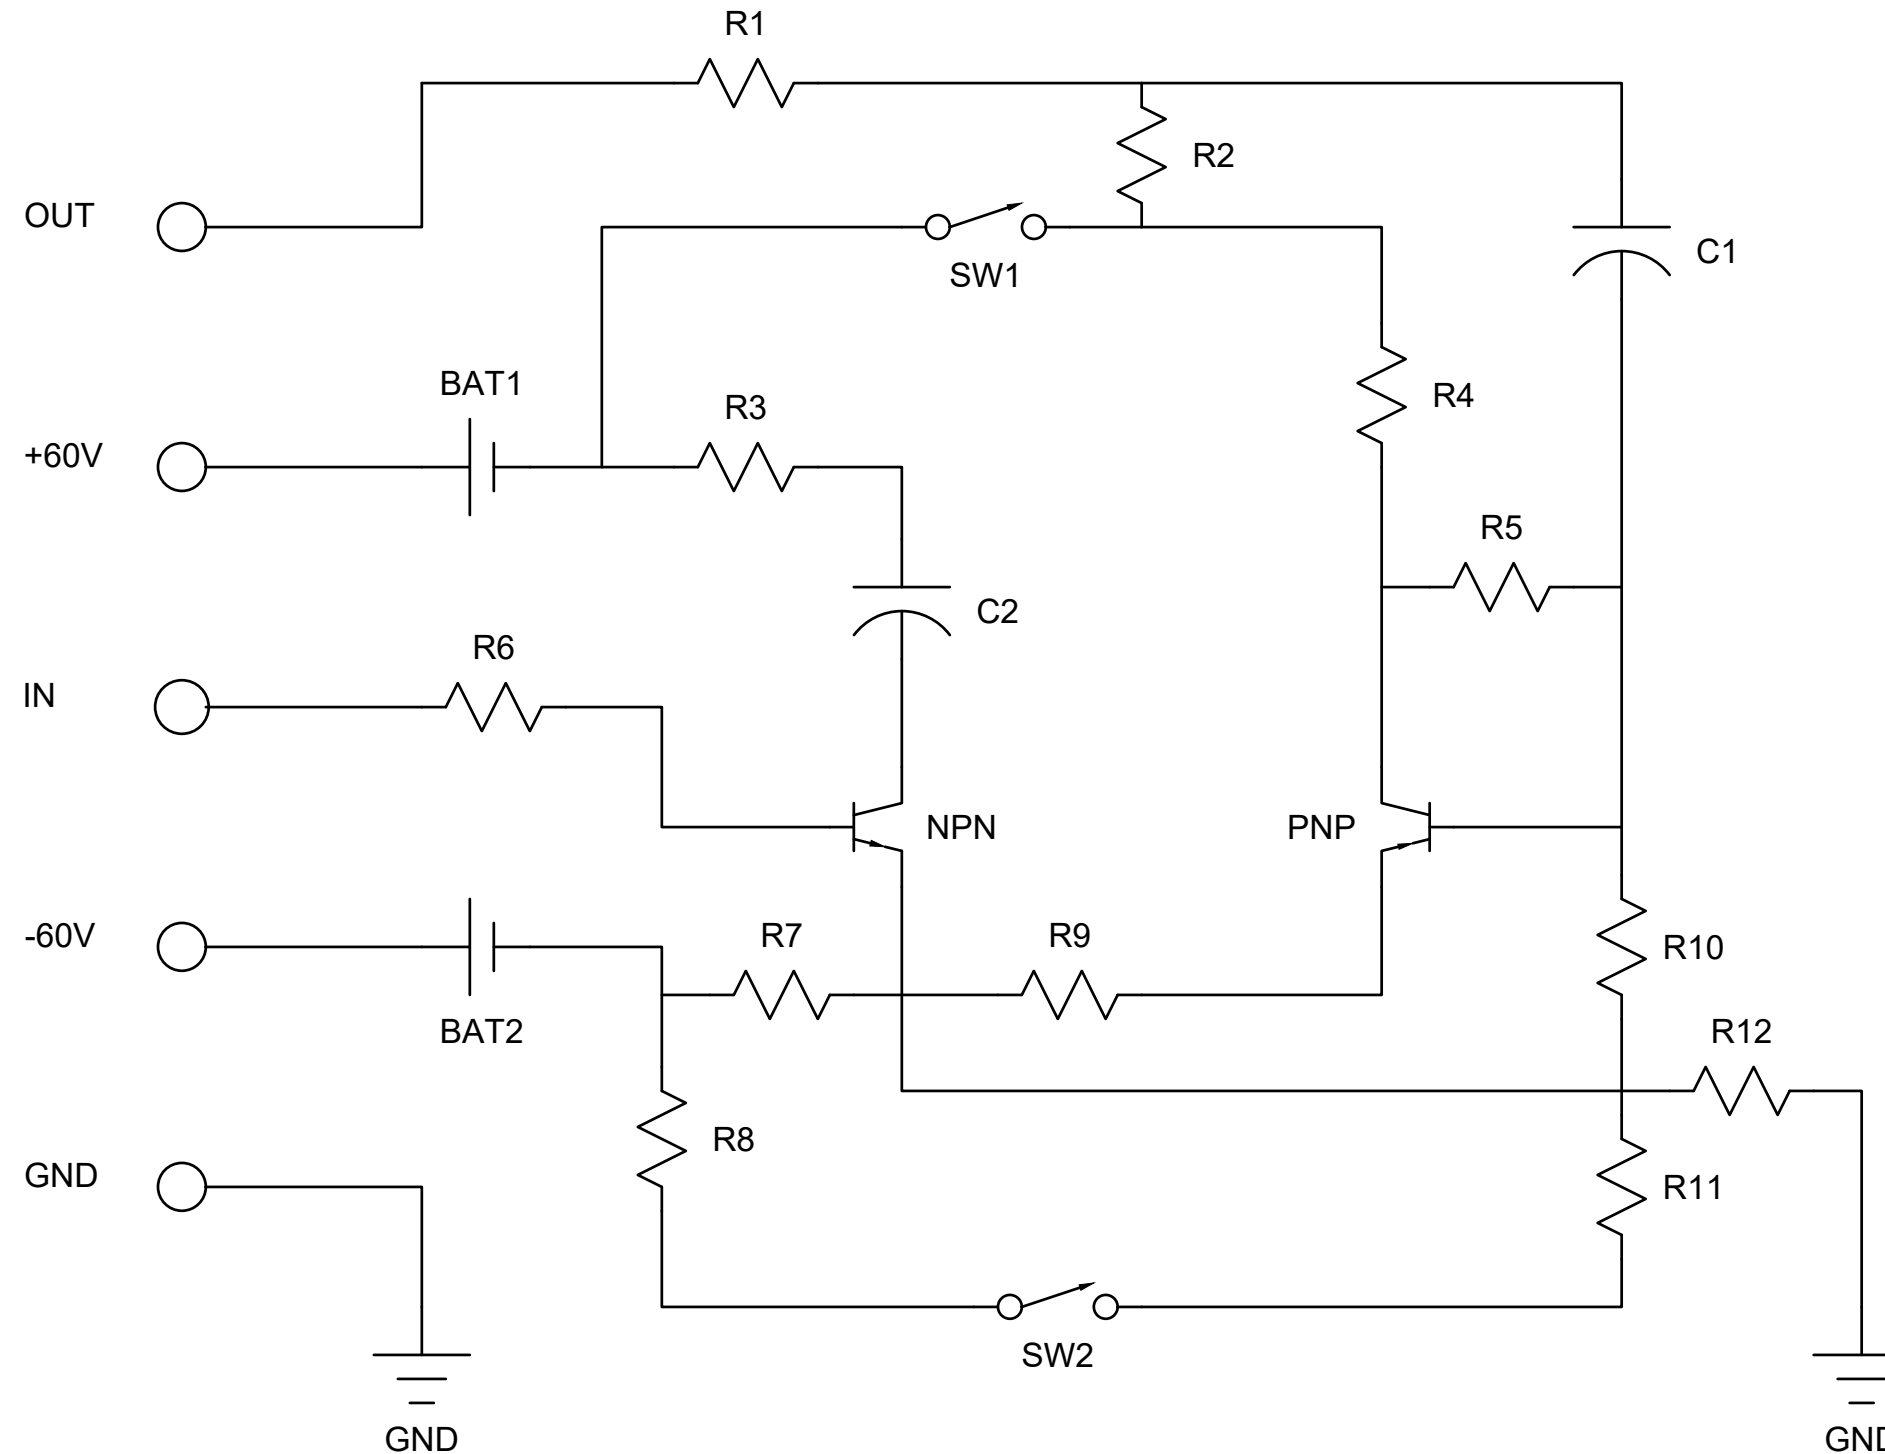 R1
R2
OUT
C1
SW1
BAT1
R3
R4
+60V
R5
C2
R6
IN
NPN
PNP
-60V
R7
R9
R10
BAT2
R12
R8
GND
R11
SW2
GND
GND